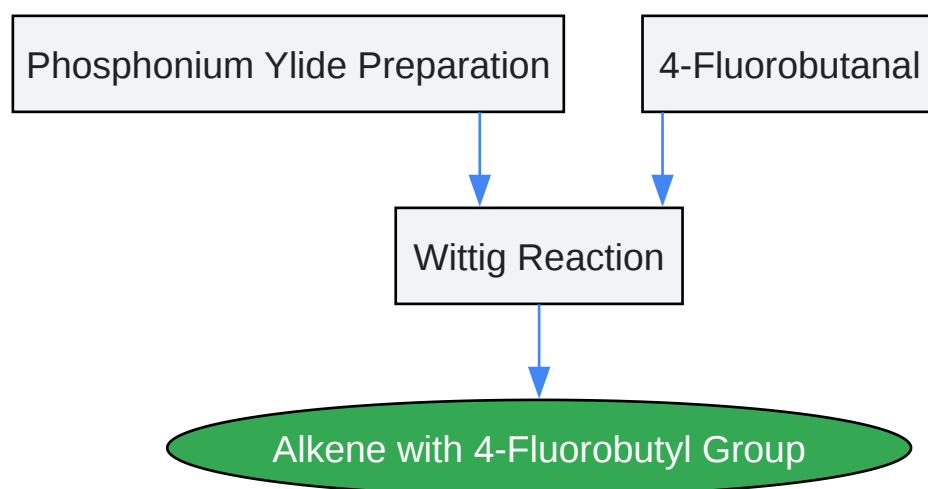 Phosphonium Ylide Preparation
4-Fluorobutanal
Wittig Reaction
Alkene with 4-Fluorobutyl Group